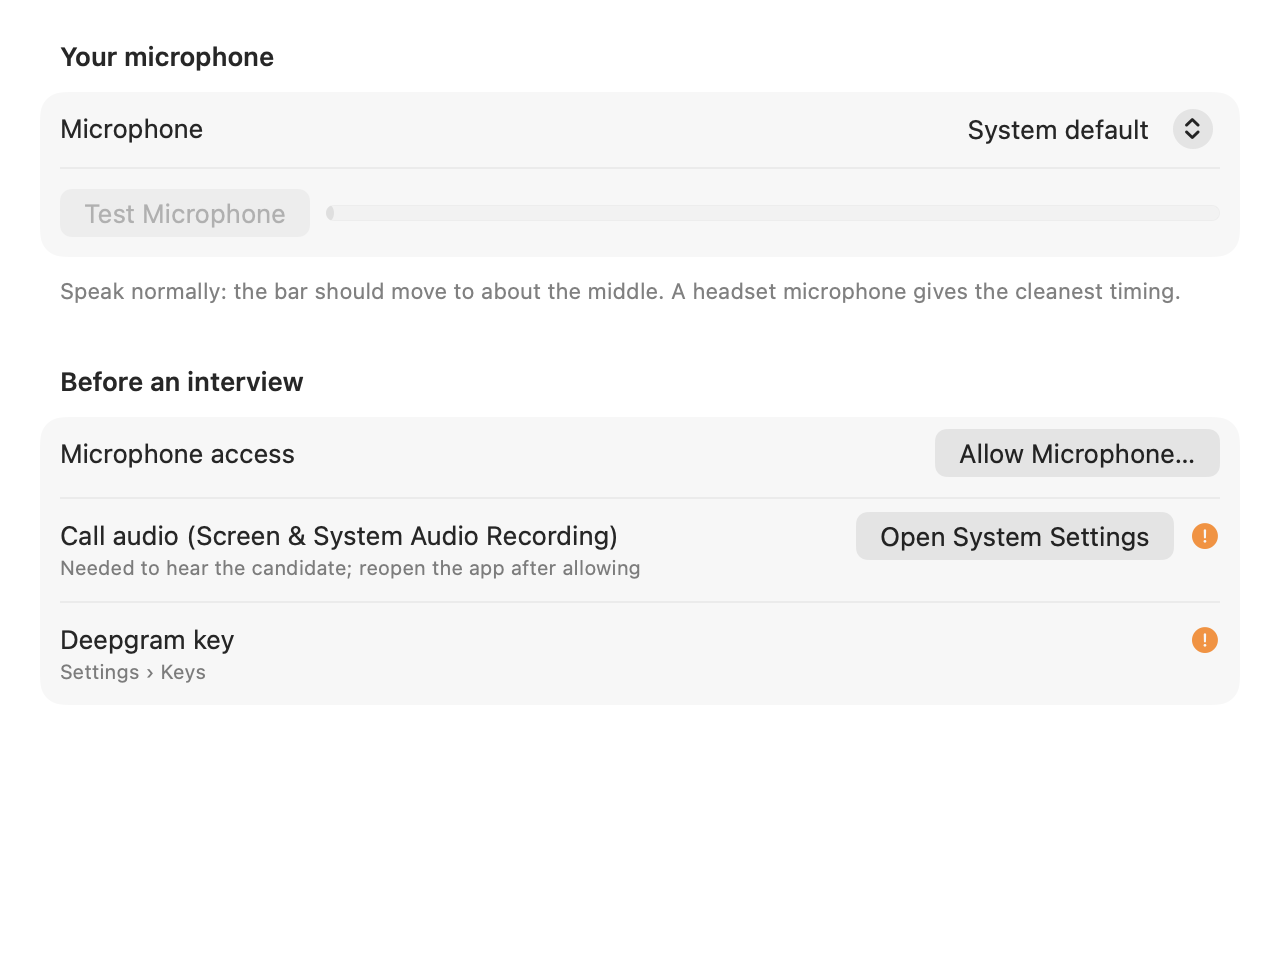 Your microphone
Microphone
System default
Test Microphone
Speak normally: the bar should move to about the middle. A headset microphone gives the cleanest timing.
Before an interview
Microphone access
Allow Microphone...
Call audio (Screen & System Audio Recording)
Open System Settings
!
Needed to hear the candidate; reopen the app after allowing
Deepgram key
!
Settings › Keys